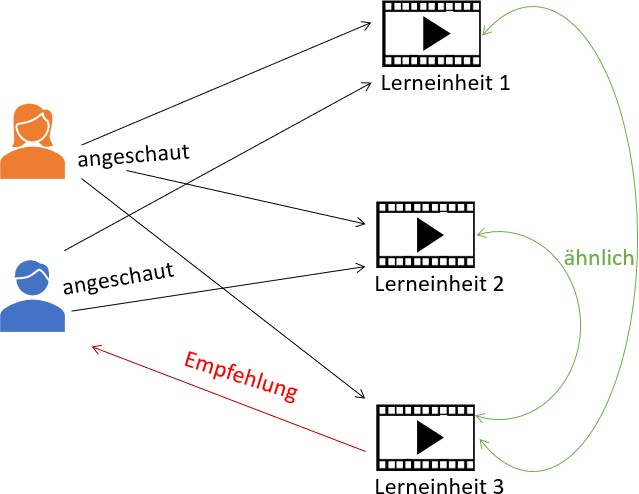 Lerneinheit 1
angeschaut
angeschaut
ähnlich
Lerneinheit 2
Empfehlung
Lerneinheit 3